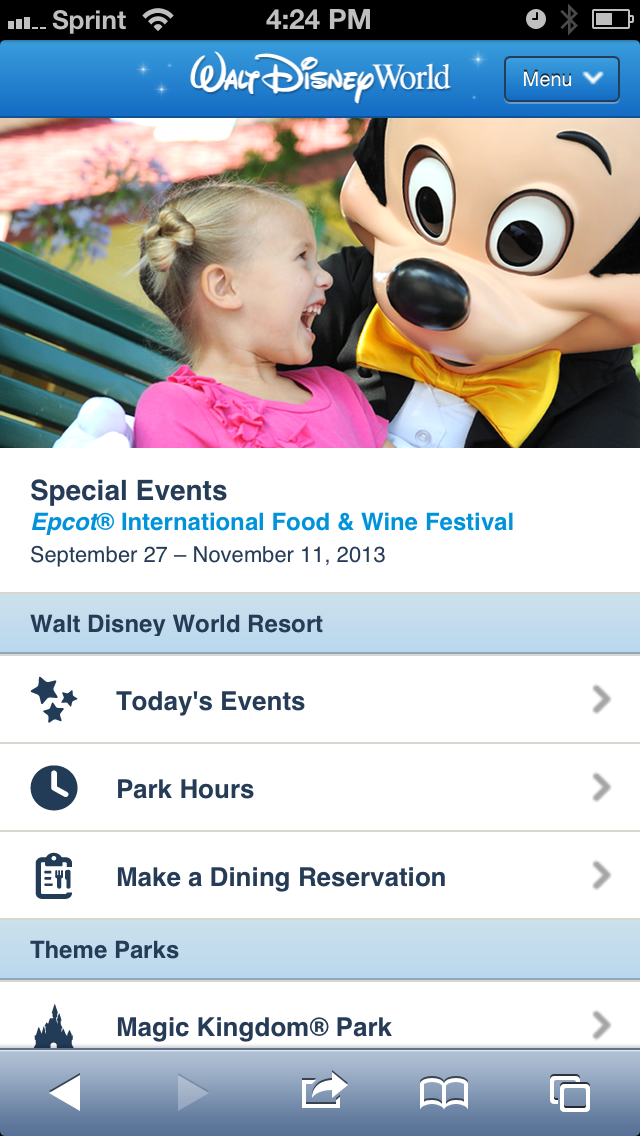 Sprint 4:24 PM
WALT DISNEY World Menu
Special Events
Epcot® International Food & Wine Festival
September 27 – November 11, 2013
Walt Disney World Resort
Today's Events
Park Hours
Make a Dining Reservation
Theme Parks
Magic Kingdom® Park